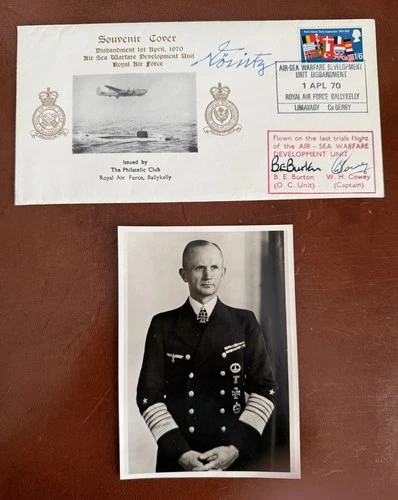 Souvenir Cover
Disbandment 1st April, 1970
Air Sea Warfare Development Unit
Royal Air Force
Dönitz
1/6
AIR-SEA WARFARE DEVELOPMENT
UNIT DISBANDMENT
1 APL 70
ROYAL AIR FORCE BALLYKELLY
LIMAVADY Co DERRY
Issued by
The Philatelic Club
Royal Air Force, Ballykelly
Flown on the last trials flight
of the AIR - SEA WARFARE
DEVELOPMENT UNIT
B E Burton
B. E. Burton W. H. Cowey
(O. C. Unit) (Captain)